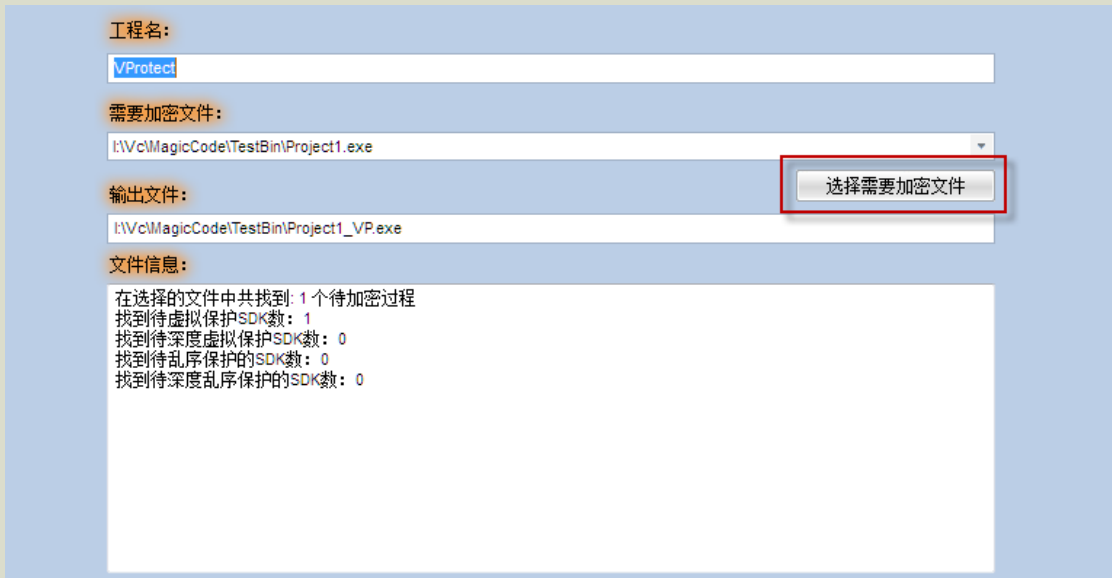 工程名：
VProtect
需要加密文件：
I:\Vc\MagicCode\TestBin\Project1.exe
选择需要加密文件
输出文件：
I:\Vc\MagicCode\TestBin\Project1_VP.exe
文件信息：
在选择的文件中共找到: 1 个待加密过程
找到待虚拟保护SDK数：1
找到待深度虚拟保护SDK数：0
找到待乱序保护的SDK数：0
找到待深度乱序保护的SDK数：0